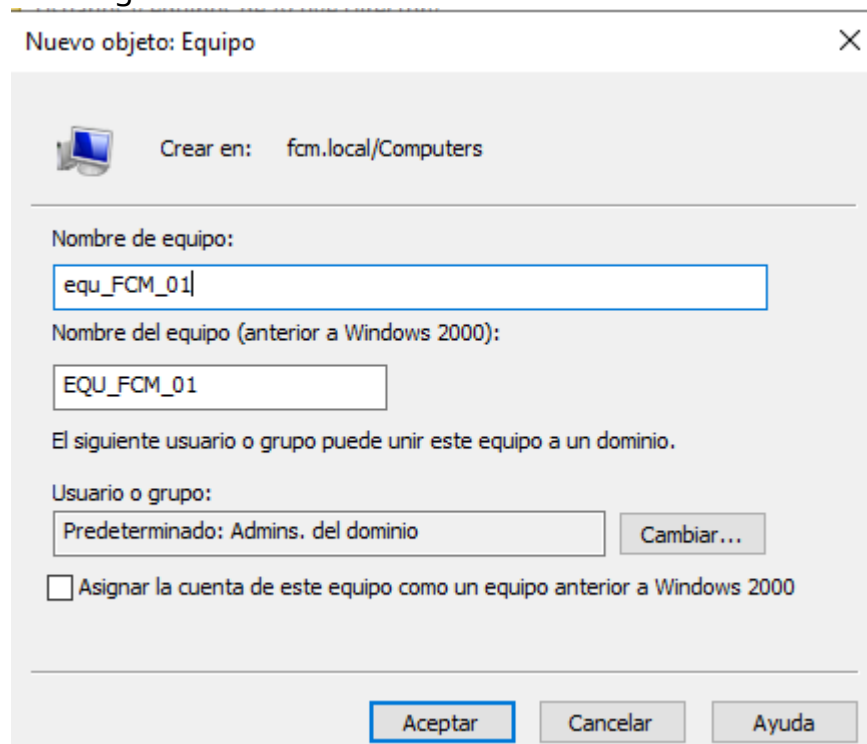 Nuevo objeto: Equipo
Crear en: fcm.local/Computers
Nombre de equipo:
equ_FCM_01
Nombre del equipo (anterior a Windows 2000):
EQU_FCM_01
El siguiente usuario o grupo puede unir este equipo a un dominio.
Usuario o grupo:
Predeterminado: Admins. del dominio Cambiar...
Asignar la cuenta de este equipo como un equipo anterior a Windows 2000
Aceptar Cancelar Ayuda